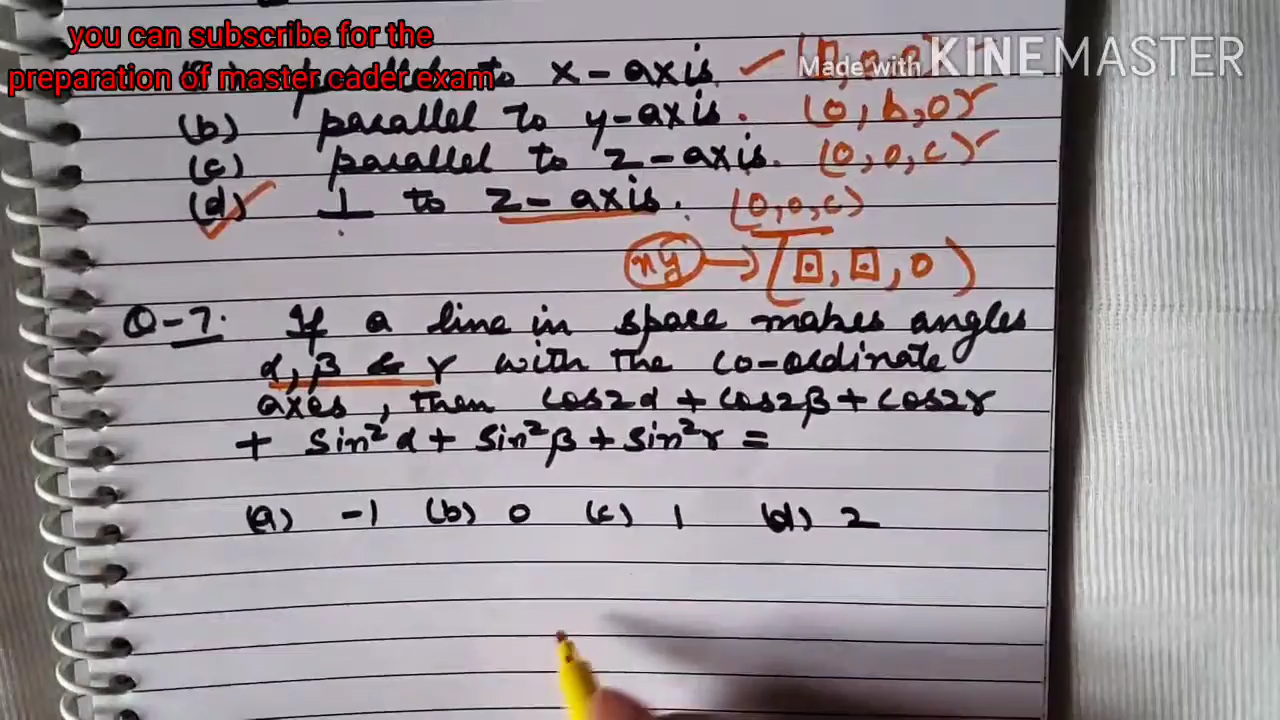 you can subscribe for the
preparation of master cader exam
Made with KINEMASTER
to x-axis
(b) parallel to y-axis. (0, b, 0)
(c) parallel to z-axis. (0, 0, c)
(d) ⊥ to z-axis. (0, 0, c)
xy → (□, □, 0)
Q-7. If a line in space makes angles
α, β & γ with the co-ordinate
axes, then cos2α + cos2β + cos2γ
+ sin²α + sin²β + sin²γ =
(a) -1 (b) 0 (c) 1 (d) 2